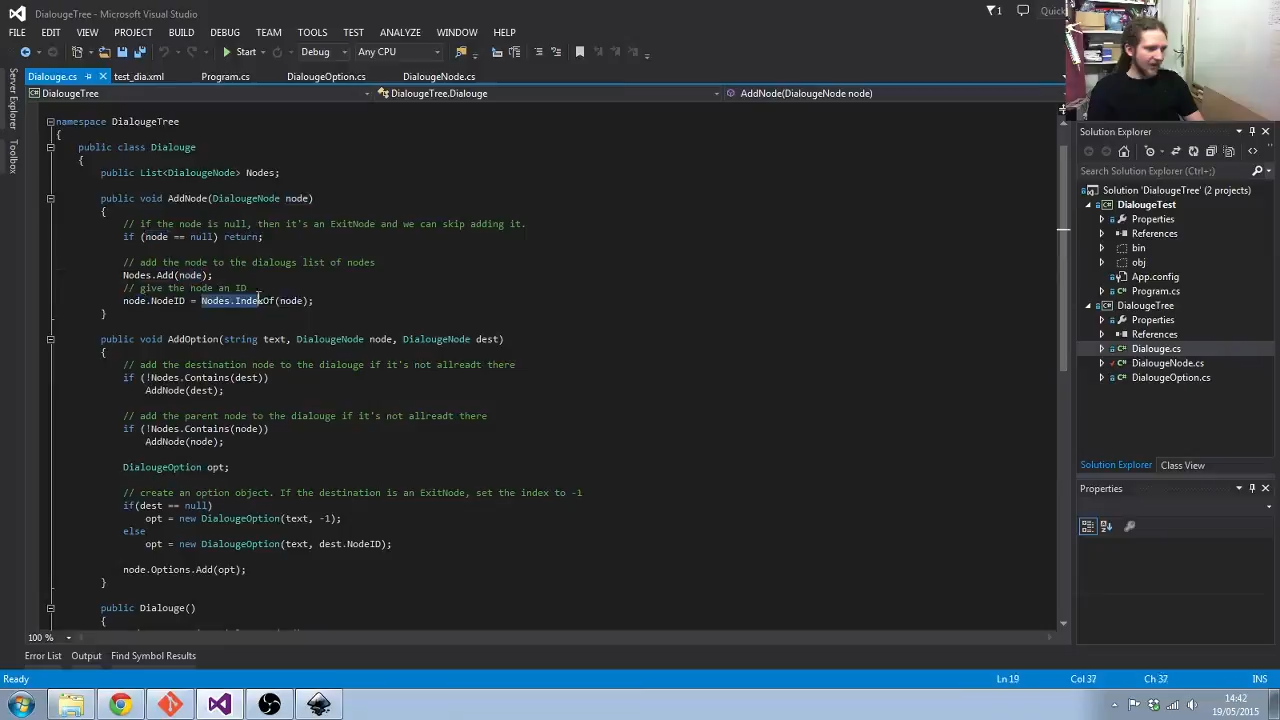 DialougeTree - Microsoft Visual Studio
1
Quick
FILE EDIT VIEW PROJECT BUILD DEBUG TEAM TOOLS TEST ANALYZE WINDOW HELP
Start Debug Any CPU
Dialouge.cs test_dia.xml Program.cs DialougeOption.cs DialougeNode.cs
DialougeTree DialougeTree.Dialouge AddNode(DialougeNode node)
Server Explorer
Toolbox
namespace DialougeTree
{
public class Dialouge
{
public List<DialougeNode> Nodes;
public void AddNode(DialougeNode node)
{
// if the node is null, then it's an ExitNode and we can skip adding it.
if (node == null) return;
// add the node to the dialougs list of nodes
Nodes.Add(node);
// give the node an ID
node.NodeID = Nodes.IndexOf(node);
}
public void AddOption(string text, DialougeNode node, DialougeNode dest)
{
// add the destination node to the dialouge if it's not allreadt there
if (!Nodes.Contains(dest))
AddNode(dest);
// add the parent node to the dialouge if it's not allreadt there
if (!Nodes.Contains(node))
AddNode(node);
DialougeOption opt;
// create an option object. If the destination is an ExitNode, set the index to -1
if(dest == null)
opt = new DialougeOption(text, -1);
else
opt = new DialougeOption(text, dest.NodeID);
node.Options.Add(opt);
}
public Dialouge()
{
100 %
Solution Explorer
Search Solution Explorer (Ctrl+;)
Solution 'DialougeTree' (2 projects)
DialougeTest
Properties
References
bin
obj
App.config
Program.cs
DialougeTree
Properties
References
Dialouge.cs
DialougeNode.cs
DialougeOption.cs
Solution Explorer Class View
Properties
Error List Output Find Symbol Results
Ready Ln 19 Col 37 Ch 37 INS
14:42
19/05/2015